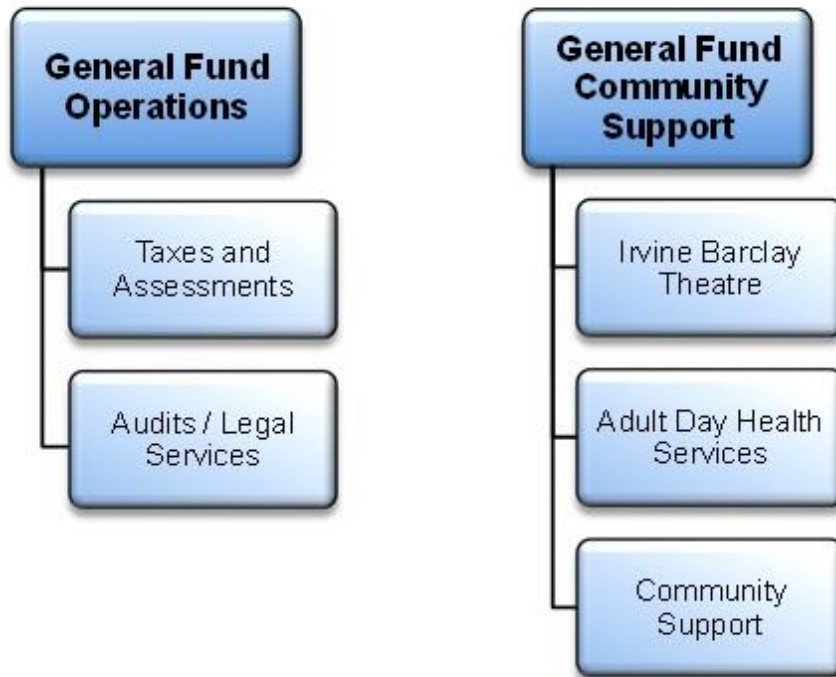 General Fund
Operations
Taxes and
Assessments
Audits / Legal
Services
General Fund
Community
Support
Irvine Barclay
Theatre
Adult Day Health
Services
Community
Support